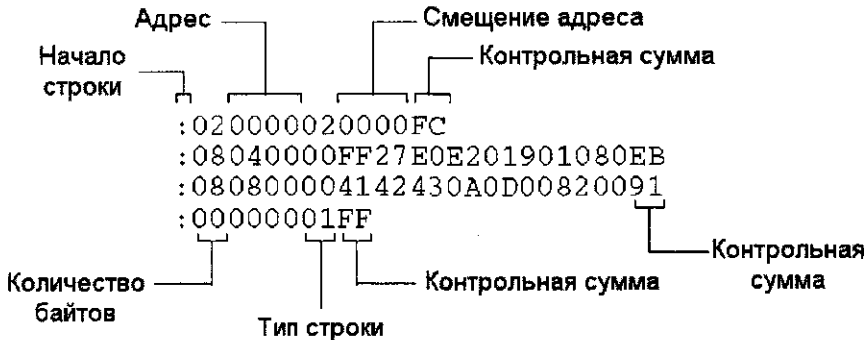 Адрес
Смещение адреса
Начало
строки
Контрольная сумма
:020000020000FC
:08040000FF27E0E201901080EB
:080800004142430A0D00820091
:00000001FF
Количество
байтов
Тип строки
Контрольная сумма
Контрольная
сумма